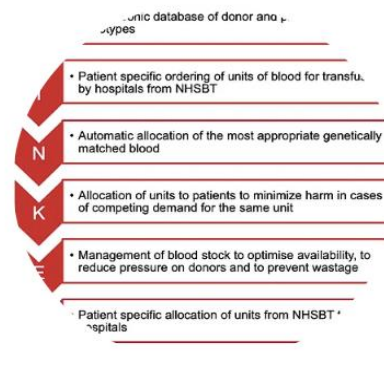 database of donor and
• Patient specific ordering of units of blood for
by hospitals from NHSBT
• Automatic allocation of the most appropriate genetically
N
matched blood
• Allocation of units to patients to minimize harm in cases
K
of competing demand for the same unit
• Management of blood stock to optimise availability, to
E
reduce pressure on donors and to prevent wastage
Patient specific allocation of units from NHSBT